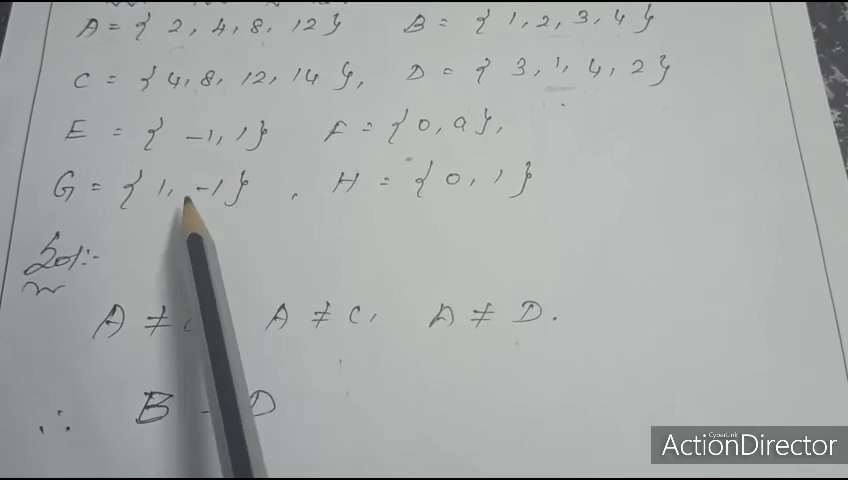 A = { 2, 4, 8, 12} B = { 1, 2, 3, 4 }
C = {4, 8, 12, 14 }, D = { 3, 1, 4, 2}
E = { -1, 1} F = {0, a},
G = { 1, -1} , H = { 0, 1 }
Sol:-
A ≠ A ≠ C, A ≠ D.
∴ B D
CyberLink
ActionDirector